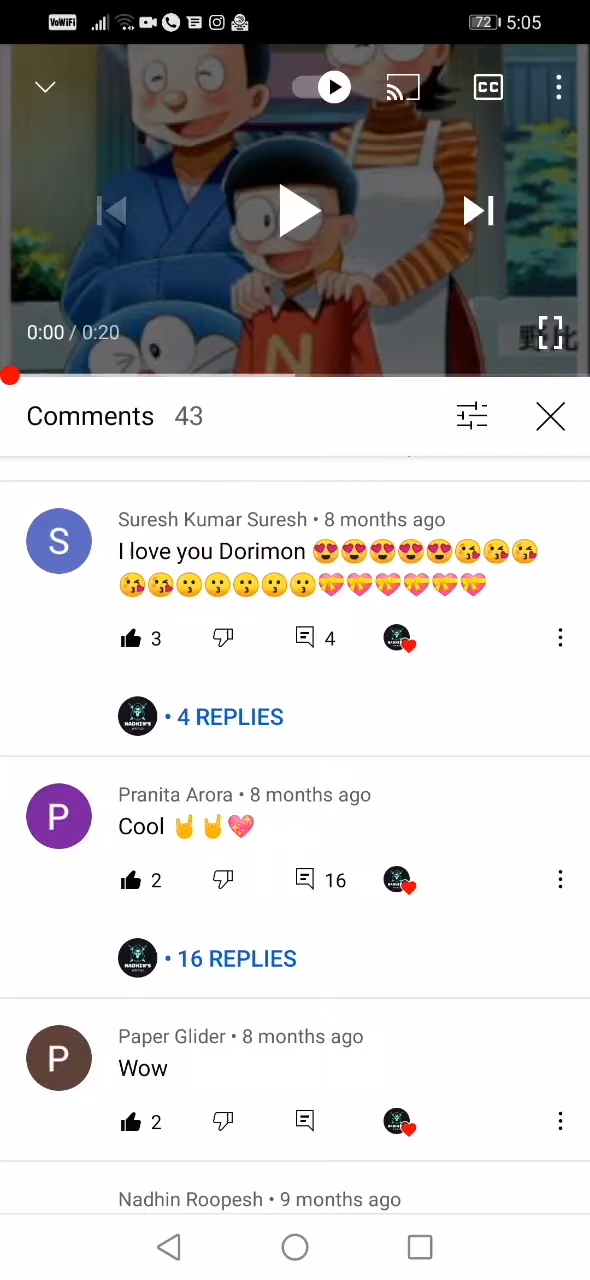 VoWiFi
72 5:05
CC
N
0:00 / 0:20
野比
Comments 43
S
Suresh Kumar Suresh • 8 months ago
I love you Dorimon 😍😍😍😍😍😘😘😘
😘😘😗😗😗😗😗💝💝💝💝💝💝
3 4
• 4 REPLIES
P
Pranita Arora • 8 months ago
Cool 🤘🤘💖
2 16
• 16 REPLIES
P
Paper Glider • 8 months ago
Wow
2
Nadhin Roopesh • 9 months ago